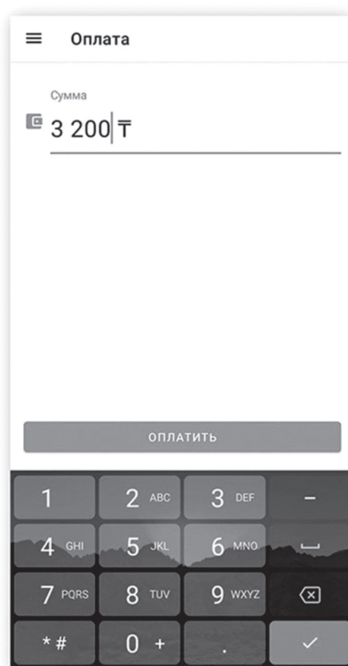 Оплата
Сумма
3 200 ₸
ОПЛАТИТЬ
1 2 ABC 3 DEF −
4 GHI 5 JKL 6 MNO
7 PQRS 8 TUV 9 WXYZ
* # 0 + .